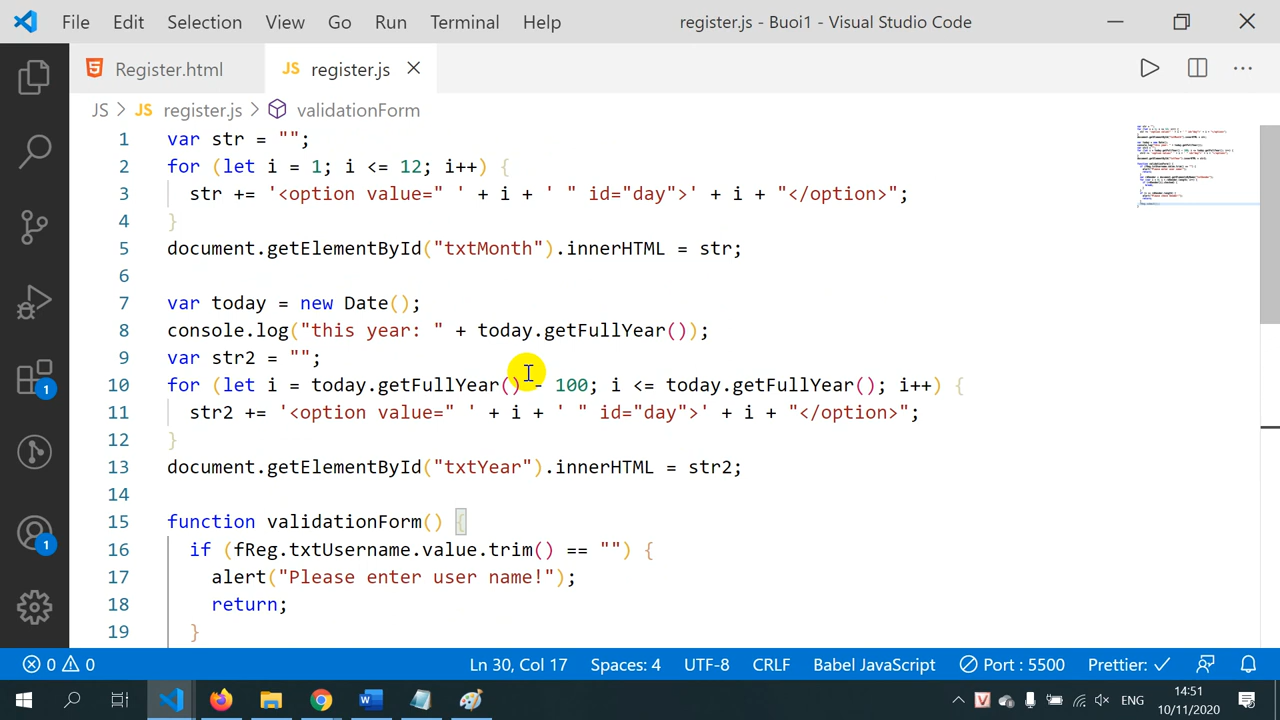 File Edit Selection View Go Run Terminal Help register.js - Buoi1 - Visual Studio Code
Register.html JS register.js
JS JS register.js validationForm
1 var str = "";
2 for (let i = 1; i <= 12; i++) {
3 str += '<option value=" ' + i + ' " id="day">' + i + "</option>";
4 }
5 document.getElementById("txtMonth").innerHTML = str;
6
7 var today = new Date();
8 console.log("this year: " + today.getFullYear());
9 var str2 = "";
10 for (let i = today.getFullYear() - 100; i <= today.getFullYear(); i++) {
11 str2 += '<option value=" ' + i + ' " id="day">' + i + "</option>";
12 }
13 document.getElementById("txtYear").innerHTML = str2;
14
15 function validationForm() {
16 if (fReg.txtUsername.value.trim() == "") {
17 alert("Please enter user name!");
18 return;
19 }
1
1
0 0 Ln 30, Col 17 Spaces: 4 UTF-8 CRLF Babel JavaScript Port : 5500 Prettier: ✓
ENG 14:51
10/11/2020